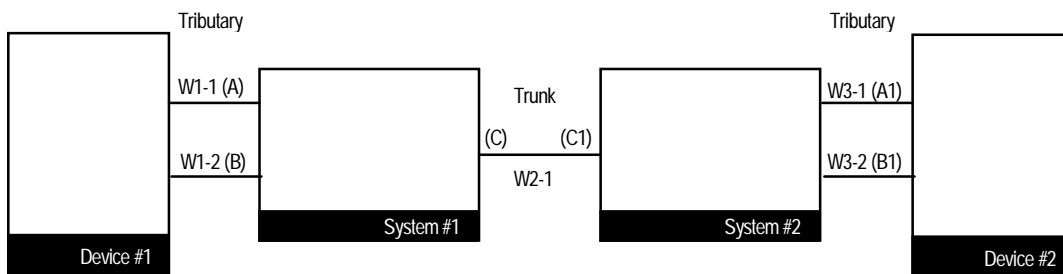 Tributary
Tributary
W1-1 (A)
Trunk
W3-1 (A1)
(C)
(C1)
W1-2 (B)
W3-2 (B1)
W2-1
System #1
System #2
Device #1
Device #2